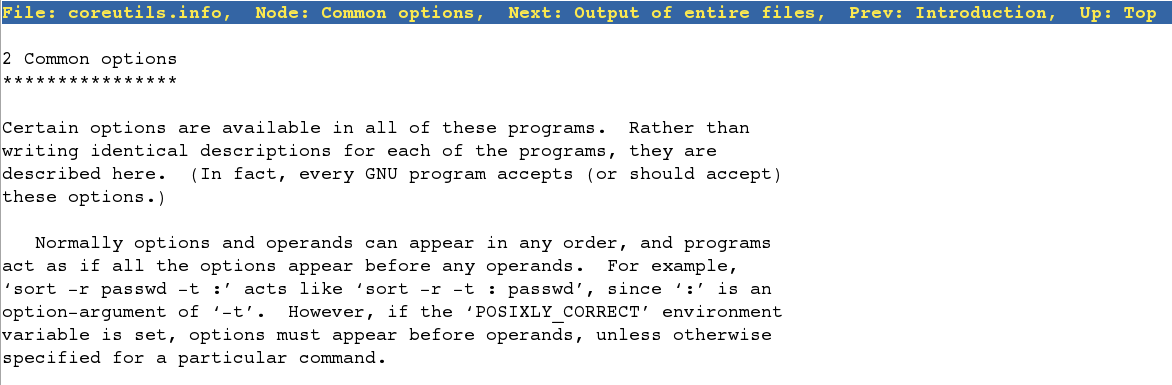 File: coreutils.info,  Node: Common options,  Next: Output of entire files,  Prev: Introduction,  Up: Top
2 Common options
****************
Certain options are available in all of these programs.  Rather than
writing identical descriptions for each of the programs, they are
described here.  (In fact, every GNU program accepts (or should accept)
these options.)
Normally options and operands can appear in any order, and programs
act as if all the options appear before any operands.  For example,
‘sort -r passwd -t :’ acts like ‘sort -r -t : passwd’, since ‘:’ is an
option-argument of ‘-t’.  However, if the ‘POSIXLY_CORRECT’ environment
variable is set, options must appear before operands, unless otherwise
specified for a particular command.